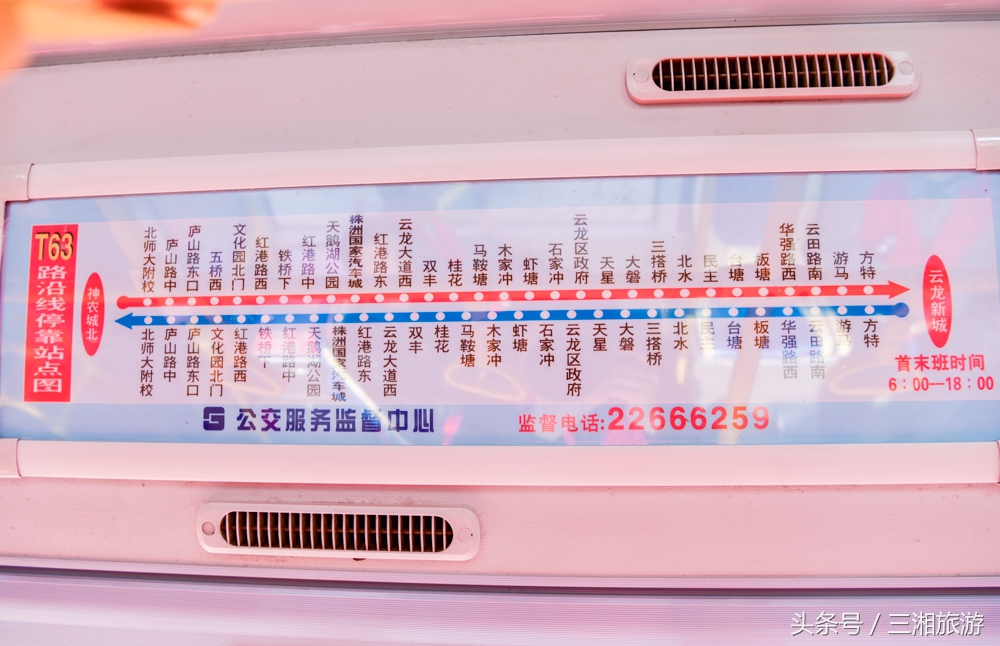 T63
路沿线停靠站点图
神农城北
北师大附校
庐山路中
庐山路东口
五桥西
文化园北门
红港路西
铁桥下
红港路中
天鹅湖公园
株洲国家汽车城
红港路东
云龙大道西
双丰
桂花
马鞍塘
木家冲
虾塘
石家冲
云龙区政府
天星
大磐
三搭桥
北水
民主
台塘
板塘
华强路西
云田路南
游马
方特
云龙新城
北师大附校
庐山路中
庐山路东口
文化园北门
红港路西
铁桥下
红港路中
天鹅湖公园
株洲国家汽车城
红港路东
云龙大道西
双丰
桂花
马鞍塘
木家冲
虾塘
石家冲
云龙区政府
天星
大磐
三搭桥
北水
民主
台塘
板塘
华强路西
云田路南
游马
方特
首末班时间
6：00—18：00
公交服务监督中心
监督电话:22666259
头条号 / 三湘旅游